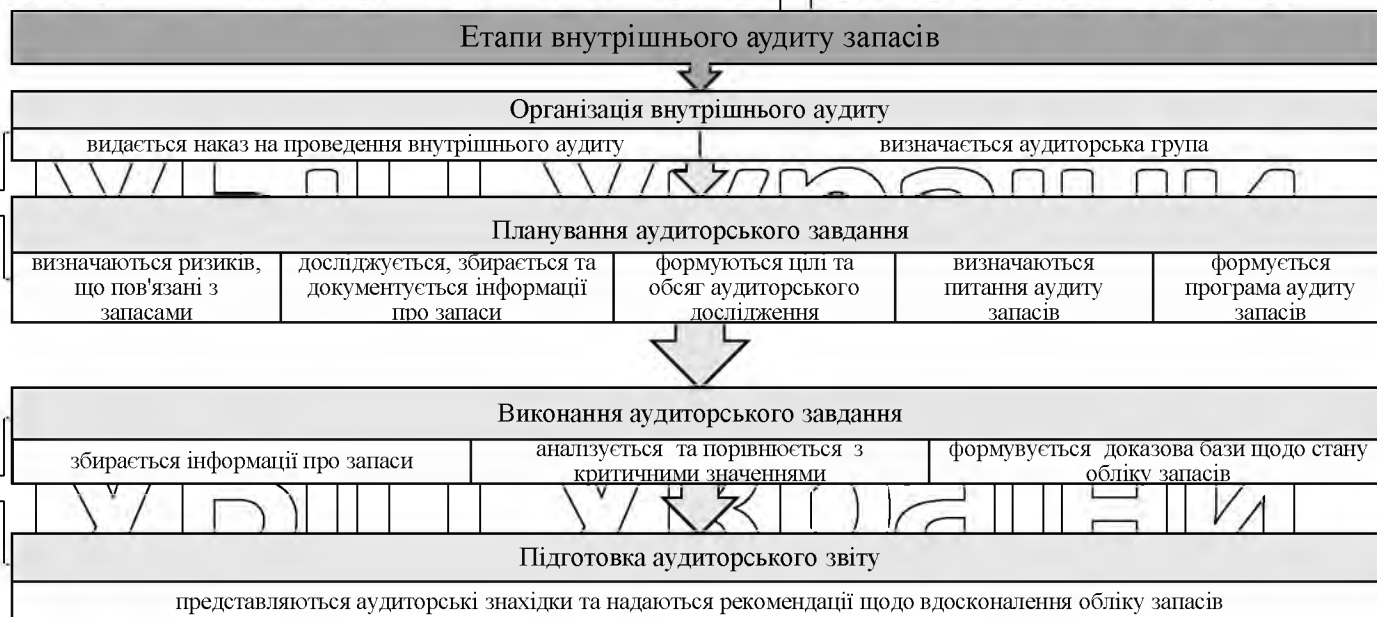 Етапи внутрішнього аудиту запасів
Організація внутрішнього аудиту
видається наказ на проведення внутрішнього аудиту
визначається аудиторська група
Планування аудиторського завдання
визначаються ризиків,
що пов'язані з
запасами
досліджується, збирається та
документується інформації
про запаси
формуються цілі та
обсяг аудиторського
дослідження
визначаються
питання аудиту
запасів
формується
програма аудиту
запасів
Виконання аудиторського завдання
збирається інформації про запаси
аналізується та порівнюється з
критичними значеннями
формувується доказова бази щодо стану
обліку запасів
Підготовка аудиторського звіту
представляються аудиторські знахідки та надаються рекомендації щодо вдосконалення обліку запасів